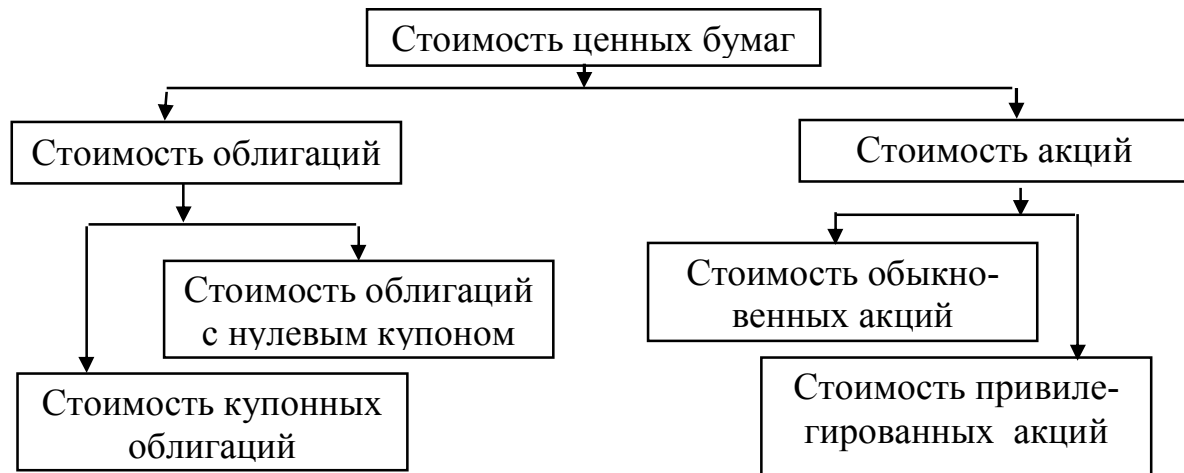 Стоимость ценных бумаг
Стоимость облигаций
Стоимость акций
Стоимость облигаций
с нулевым купоном
Стоимость купонных
облигаций
Стоимость обыкно-
венных акций
Стоимость привиле-
гированных акций